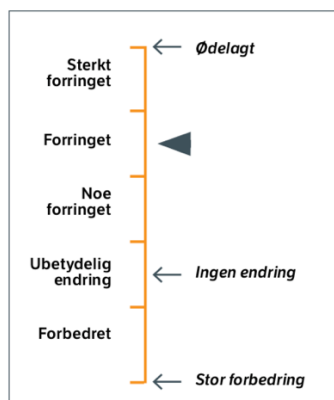 Ødelagt
Sterkt
forringet
Forringet
Noe
forringet
Ubetydelig
endring
Ingen endring
Forbedret
Stor forbedring